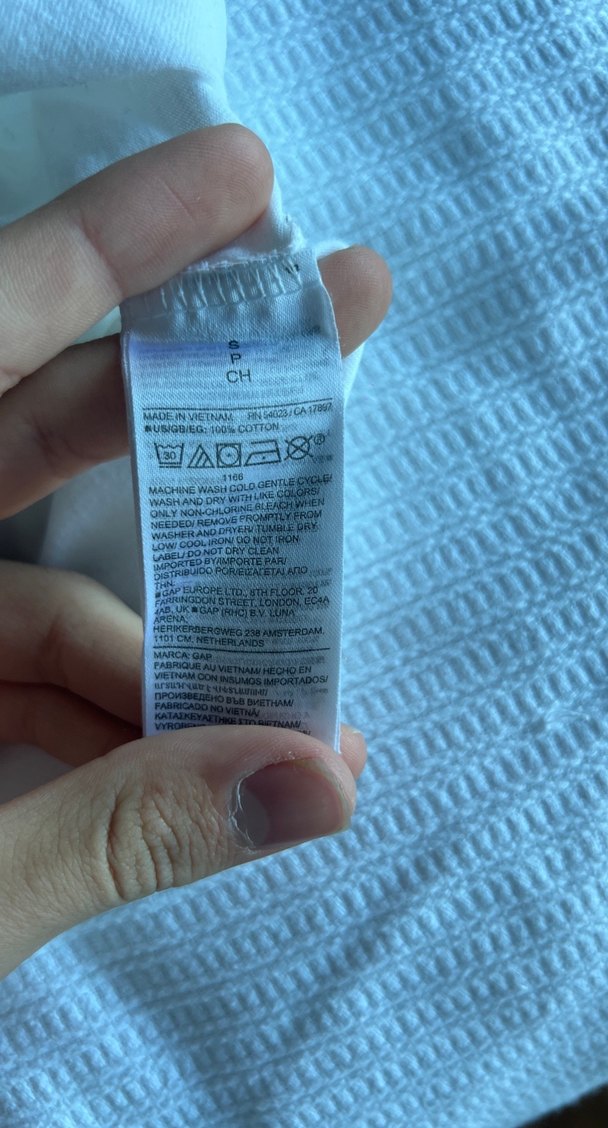 S
P
CH
MADE IN VIETNAM RN 54023 / CA 17897
■ US/GB/EG: 100% COTTON
30
1166
MACHINE WASH COLD GENTLE CYCLE/
WASH AND DRY WITH LIKE COLORS/
ONLY NON-CHLORINE BLEACH WHEN
NEEDED/ REMOVE PROMPTLY FROM
WASHER AND DRYER/ TUMBLE DRY
LOW/ COOL IRON/ DO NOT IRON
LABEL/ DO NOT DRY CLEAN
IMPORTED BY/IMPORTE PAR/
DISTRIBUIDO POR/ΕΙΣΑΓΕΤΑΙ ΑΠΟ
ΤΗΝ:
■ GAP EUROPE LTD., 8TH FLOOR, 20
FARRINGDON STREET, LONDON, EC4A
4AB, UK ■ GAP (RHC) B.V. LUNA
ARENA,
HERIKERBERGWEG 238 AMSTERDAM,
1101 CM, NETHERLANDS
MARCA: GAP
FABRIQUE AU VIETNAM/ HECHO EN
VIETNAM CON INSUMOS IMPORTADOS/
ПРОИЗВЕДЕНО ВЪВ ВИЕТНАМ/
FABRICADO NO VIETNÃ/
ΚΑΤΑΣΚΕΥΑΣΤΗΚΕ ΣΤΟ ΒΙΕΤΝΑΜ/